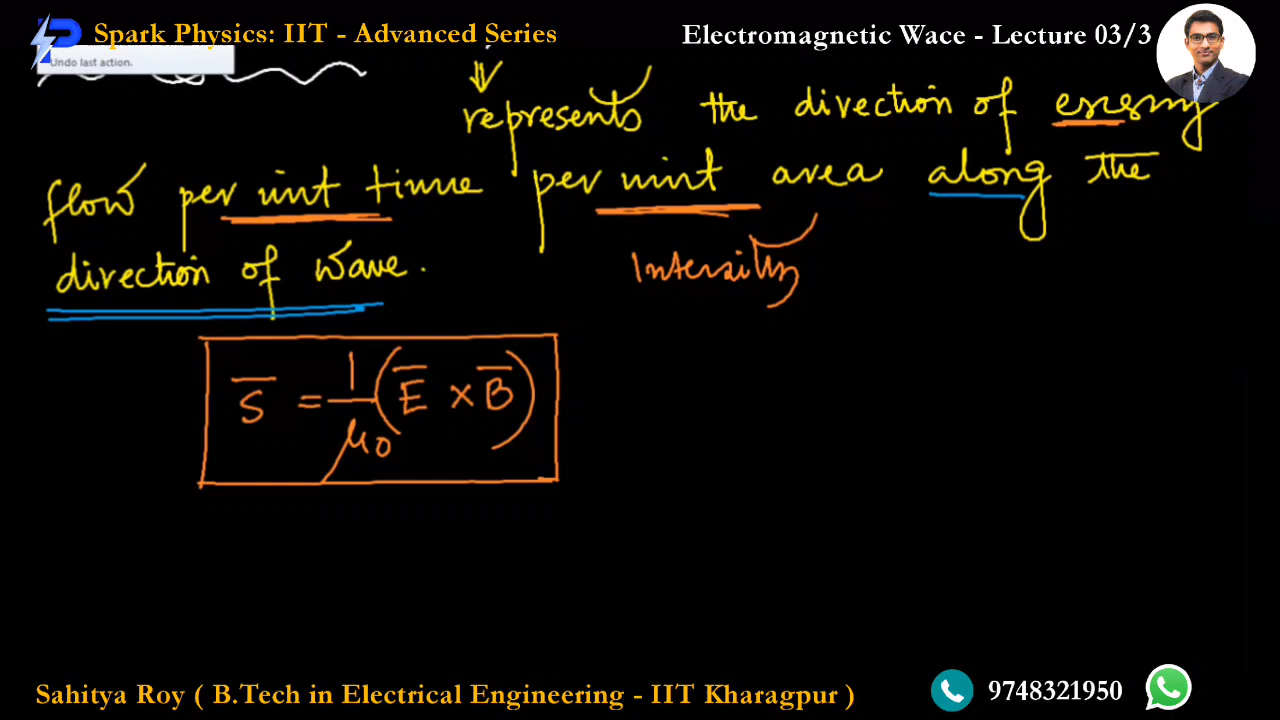 Spark Physics: IIT - Advanced Series
Electromagnetic Wace - Lecture 03/3
Undo last action.
represents the direction of energy
flow per unit time per unit area along the
direction of wave.
Intensity
S̅ = 1/μ0 (E̅ × B̅)
Sahitya Roy ( B.Tech in Electrical Engineering - IIT Kharagpur )
9748321950